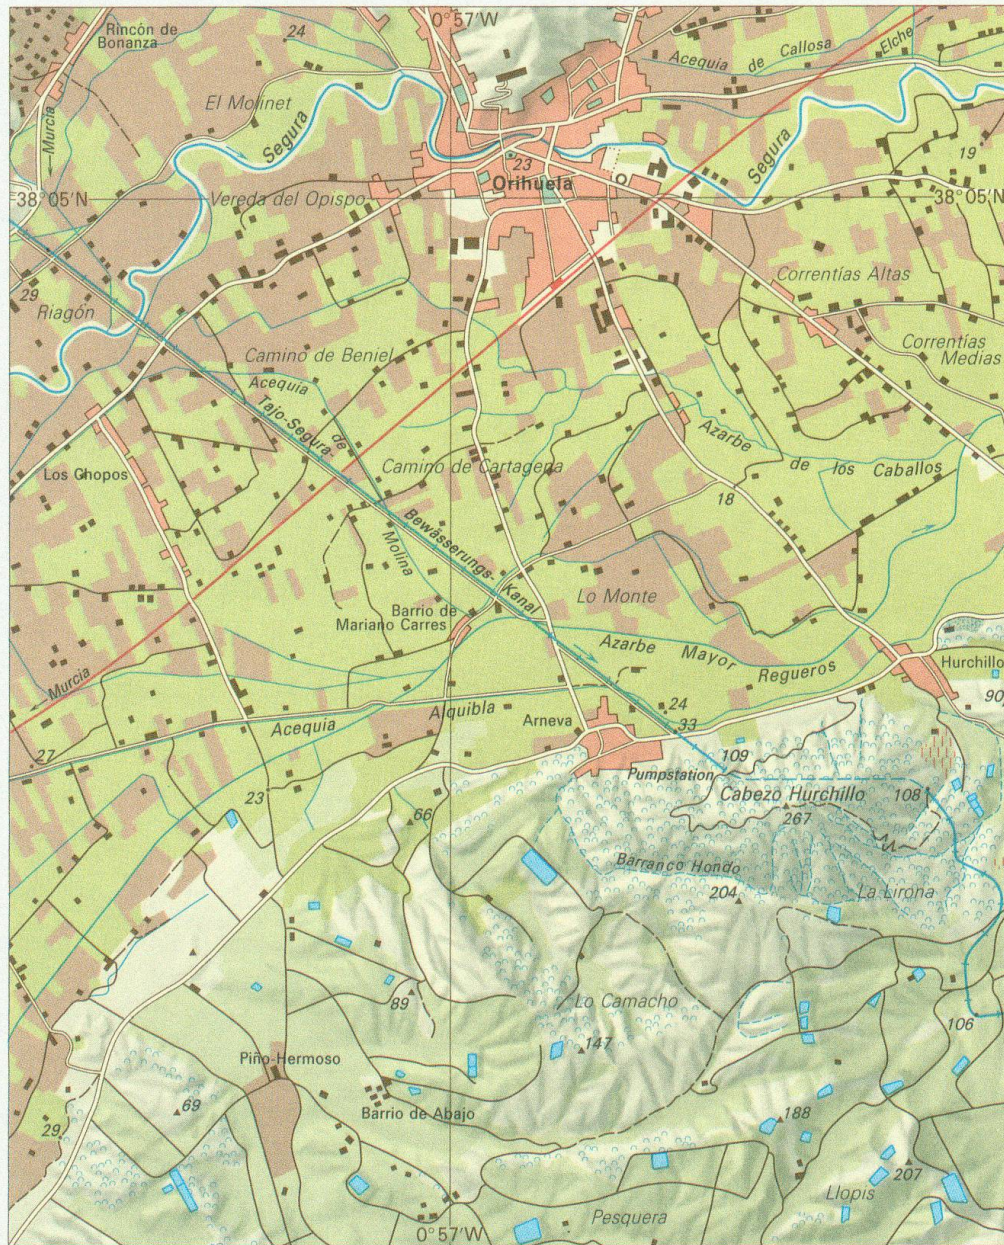 0°57'W
Rincón de
Bonanza
24
Acequia de Callosa
Elche
El Molinet
Murcia
Segura
Segura
19
23
Orihuela
38°05'N
Vereda del Opispo
38°05'N
Correntías Altas
29
Riagón
Camino de Beniel
Correntías
Medias
Acequia de Molina
Tajo-Segura-Bewässerungs-Kanal
Azarbe de los Caballos
Camino de Cartagena
Los Chopos
18
Lo Monte
Barrio de
Mariano Carres
Azarbe Mayor Regueros
Hurchillo
Murcia
90
24
Acequia Alquibla
Arneva
33
27
109
Pumpstation
23
Cabezo Hurchillo
108
267
66
Barranco Hondo
204
La Lirona
89
Lo Camacho
106
147
Piño-Hermoso
69
Barrio de Abajo
188
29
207
Llopis
Pesquera
0°57'W